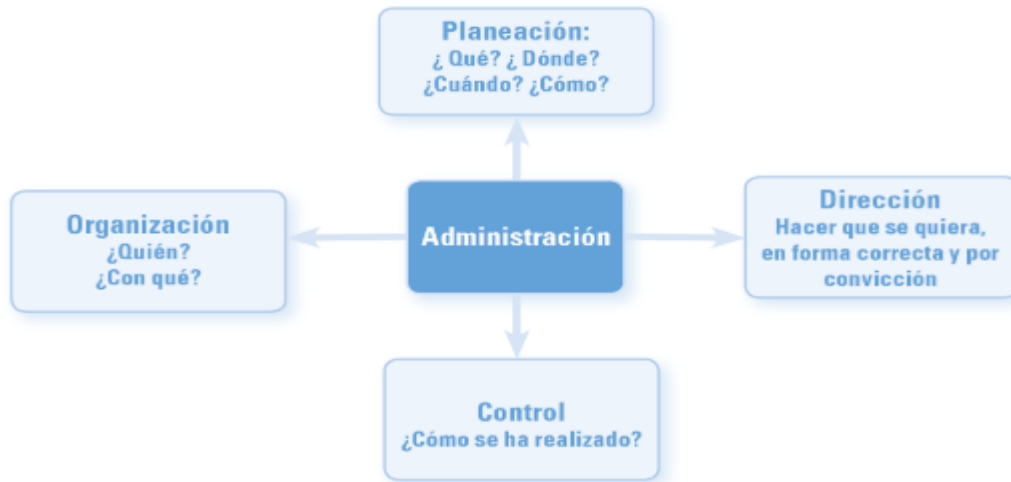 Planeación:
¿ Qué? ¿ Dónde?
¿Cuándo? ¿Cómo?
Organización
¿Quién?
¿Con qué?
Administración
Dirección
Hacer que se quiera,
en forma correcta y por
convicción
Control
¿Cómo se ha realizado?